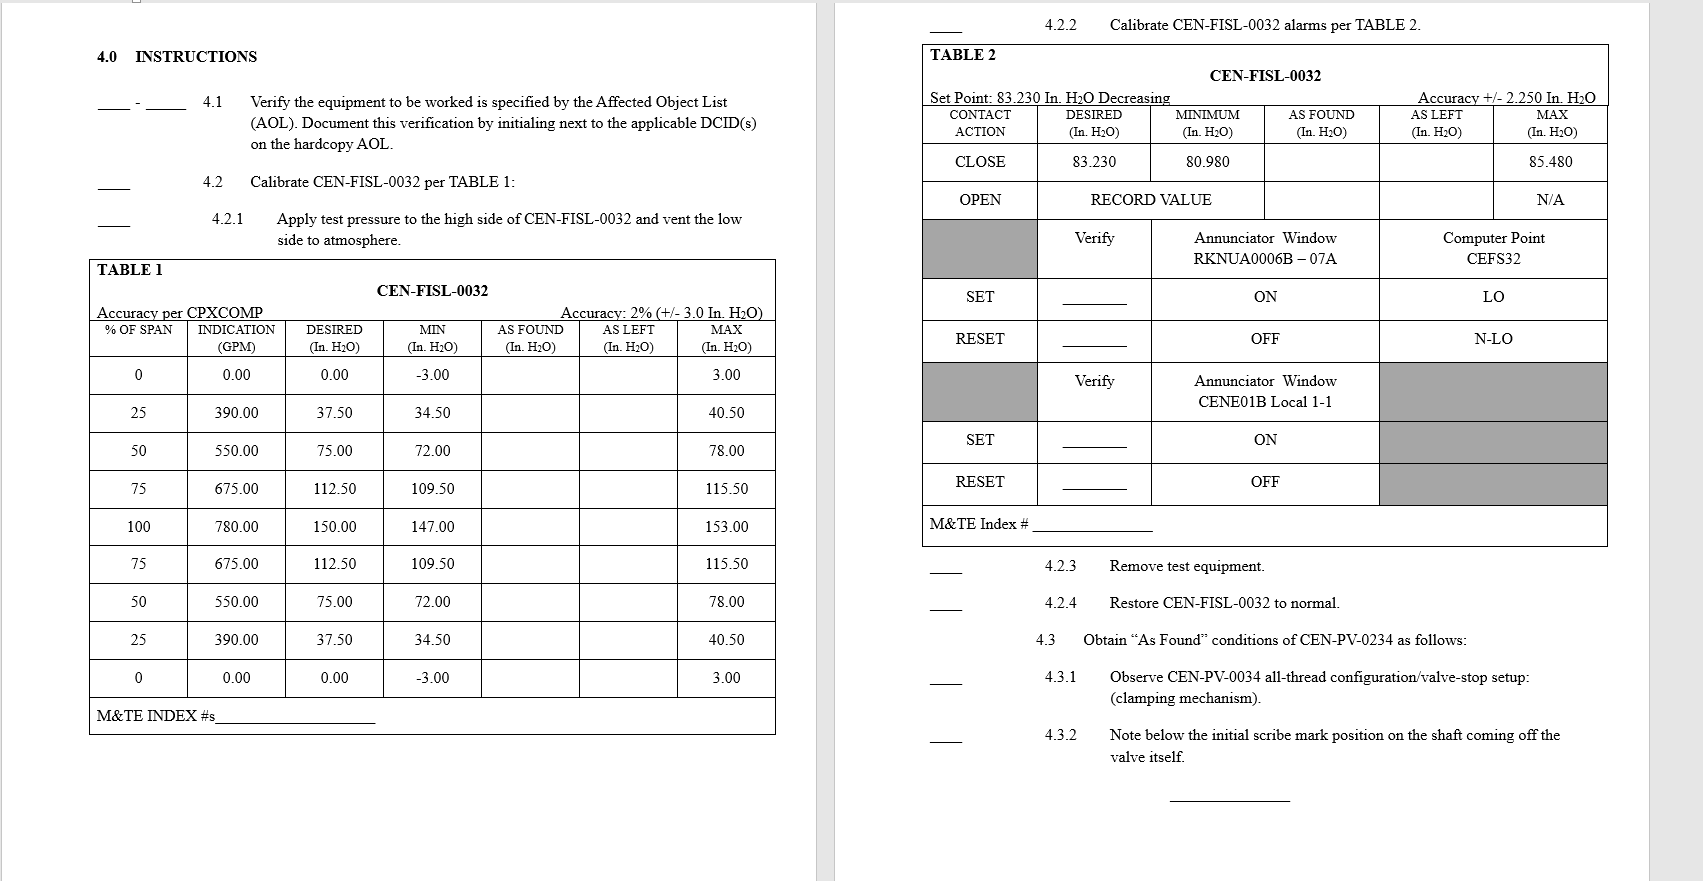 4.0 INSTRUCTIONS
____ - _____ 4.1 Verify the equipment to be worked is specified by the Affected Object List
(AOL). Document this verification by initialing next to the applicable DCID(s)
on the hardcopy AOL.
____ 4.2 Calibrate CEN-FISL-0032 per TABLE 1:
____ 4.2.1 Apply test pressure to the high side of CEN-FISL-0032 and vent the low
side to atmosphere.
TABLE 1
CEN-FISL-0032
Accuracy per CPXCOMP Accuracy: 2% (+/- 3.0 In. H2O)
% OF SPAN INDICATION (GPM) DESIRED (In. H2O) MIN (In. H2O) AS FOUND (In. H2O) AS LEFT (In. H2O) MAX (In. H2O)
0 0.00 0.00 -3.00 3.00
25 390.00 37.50 34.50 40.50
50 550.00 75.00 72.00 78.00
75 675.00 112.50 109.50 115.50
100 780.00 150.00 147.00 153.00
75 675.00 112.50 109.50 115.50
50 550.00 75.00 72.00 78.00
25 390.00 37.50 34.50 40.50
0 0.00 0.00 -3.00 3.00
M&TE INDEX #s____________________
____ 4.2.2 Calibrate CEN-FISL-0032 alarms per TABLE 2.
TABLE 2
CEN-FISL-0032
Set Point: 83.230 In. H2O Decreasing Accuracy +/- 2.250 In. H2O
CONTACT ACTION DESIRED (In. H2O) MINIMUM (In. H2O) AS FOUND (In. H2O) AS LEFT (In. H2O) MAX (In. H2O)
CLOSE 83.230 80.980 85.480
OPEN RECORD VALUE N/A
Verify Annunciator Window RKNUA0006B – 07A Computer Point CEFS32
SET ________ ON LO
RESET ________ OFF N-LO
Verify Annunciator Window CENE01B Local 1-1
SET ________ ON
RESET ________ OFF
M&TE Index # _______________
____ 4.2.3 Remove test equipment.
____ 4.2.4 Restore CEN-FISL-0032 to normal.
4.3 Obtain “As Found” conditions of CEN-PV-0234 as follows:
____ 4.3.1 Observe CEN-PV-0034 all-thread configuration/valve-stop setup:
(clamping mechanism).
____ 4.3.2 Note below the initial scribe mark position on the shaft coming off the
valve itself.
_______________